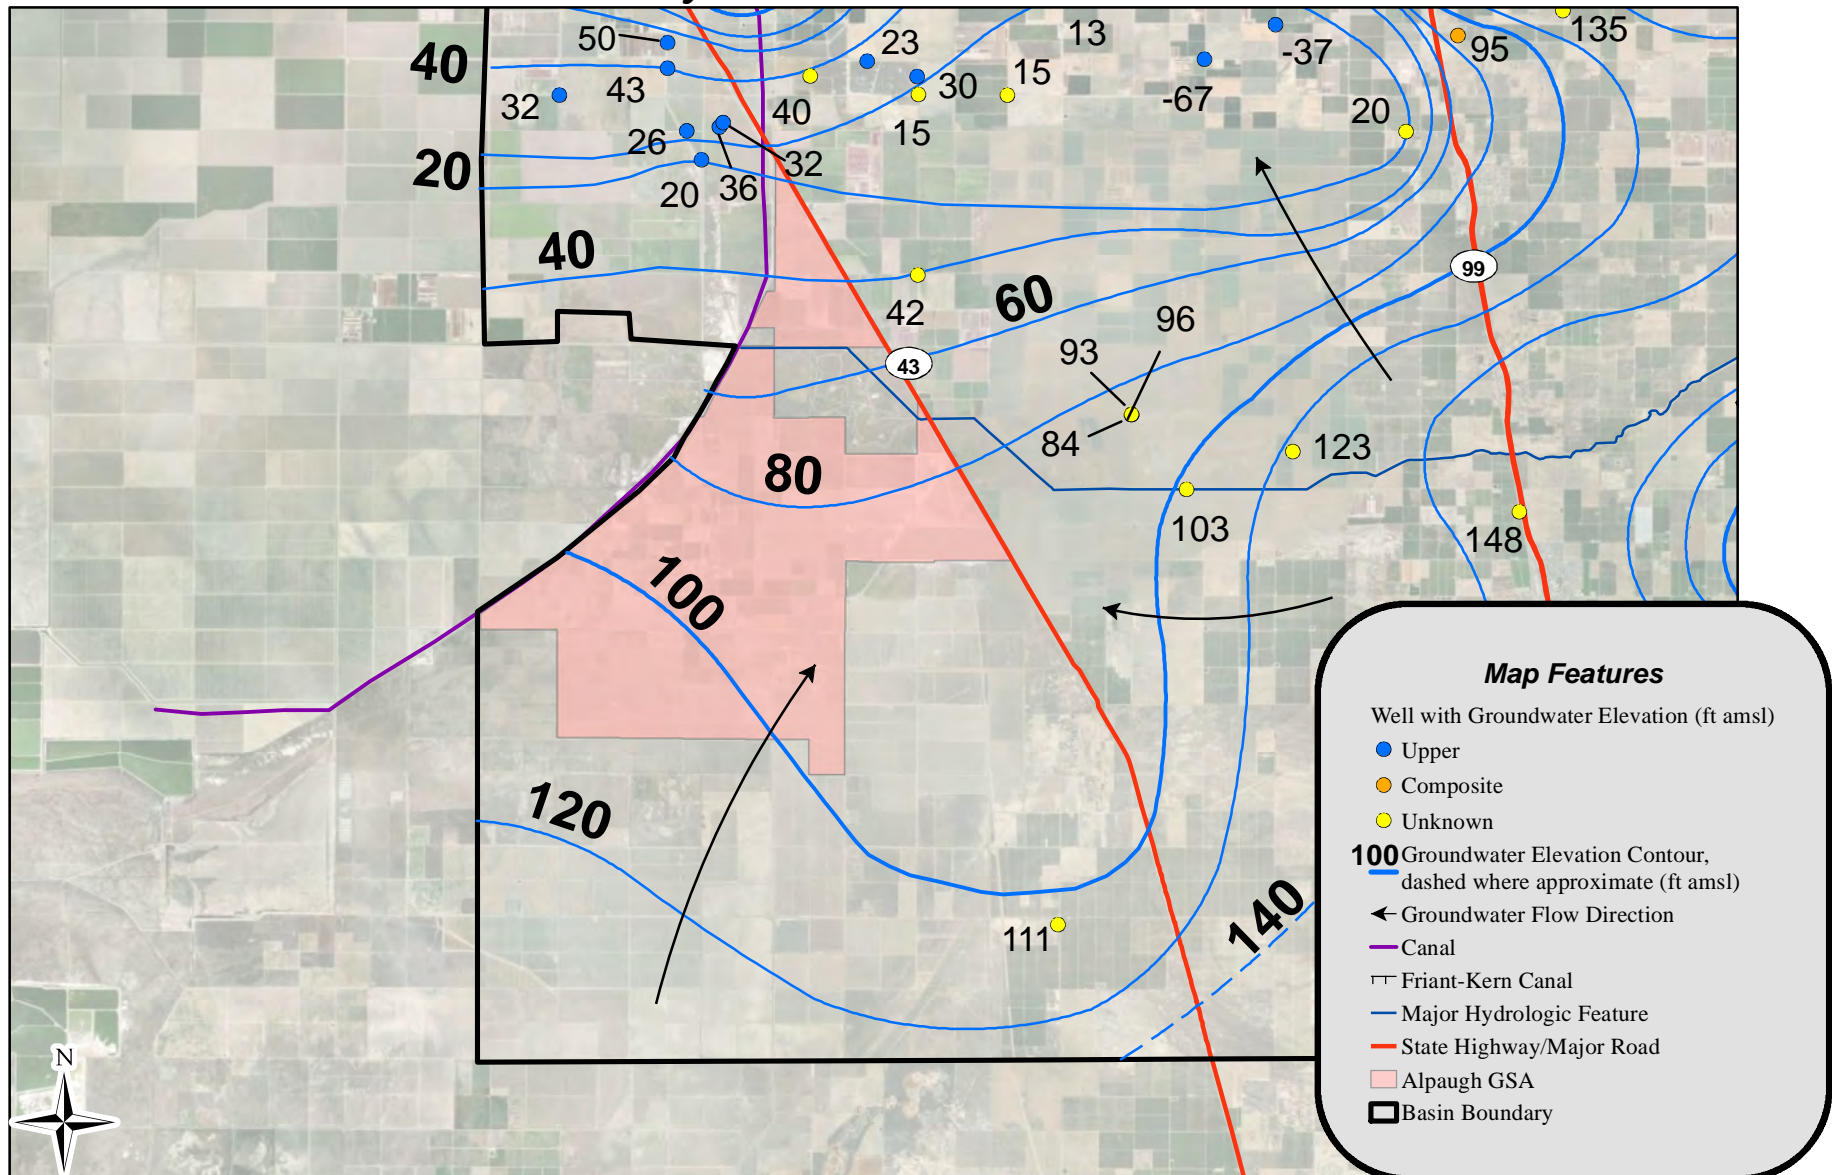 50
23
13
-37
95
135
40
43
32
40
30
15
-67
20
26
15
32
20
20
36
40
42
60
99
96
93
43
84
123
80
103
148
100
120
111
140
N
Map Features
Well with Groundwater Elevation (ft amsl)
Upper
Composite
Unknown
100 Groundwater Elevation Contour,
dashed where approximate (ft amsl)
Groundwater Flow Direction
Canal
Friant-Kern Canal
Major Hydrologic Feature
State Highway/Major Road
Alpaugh GSA
Basin Boundary